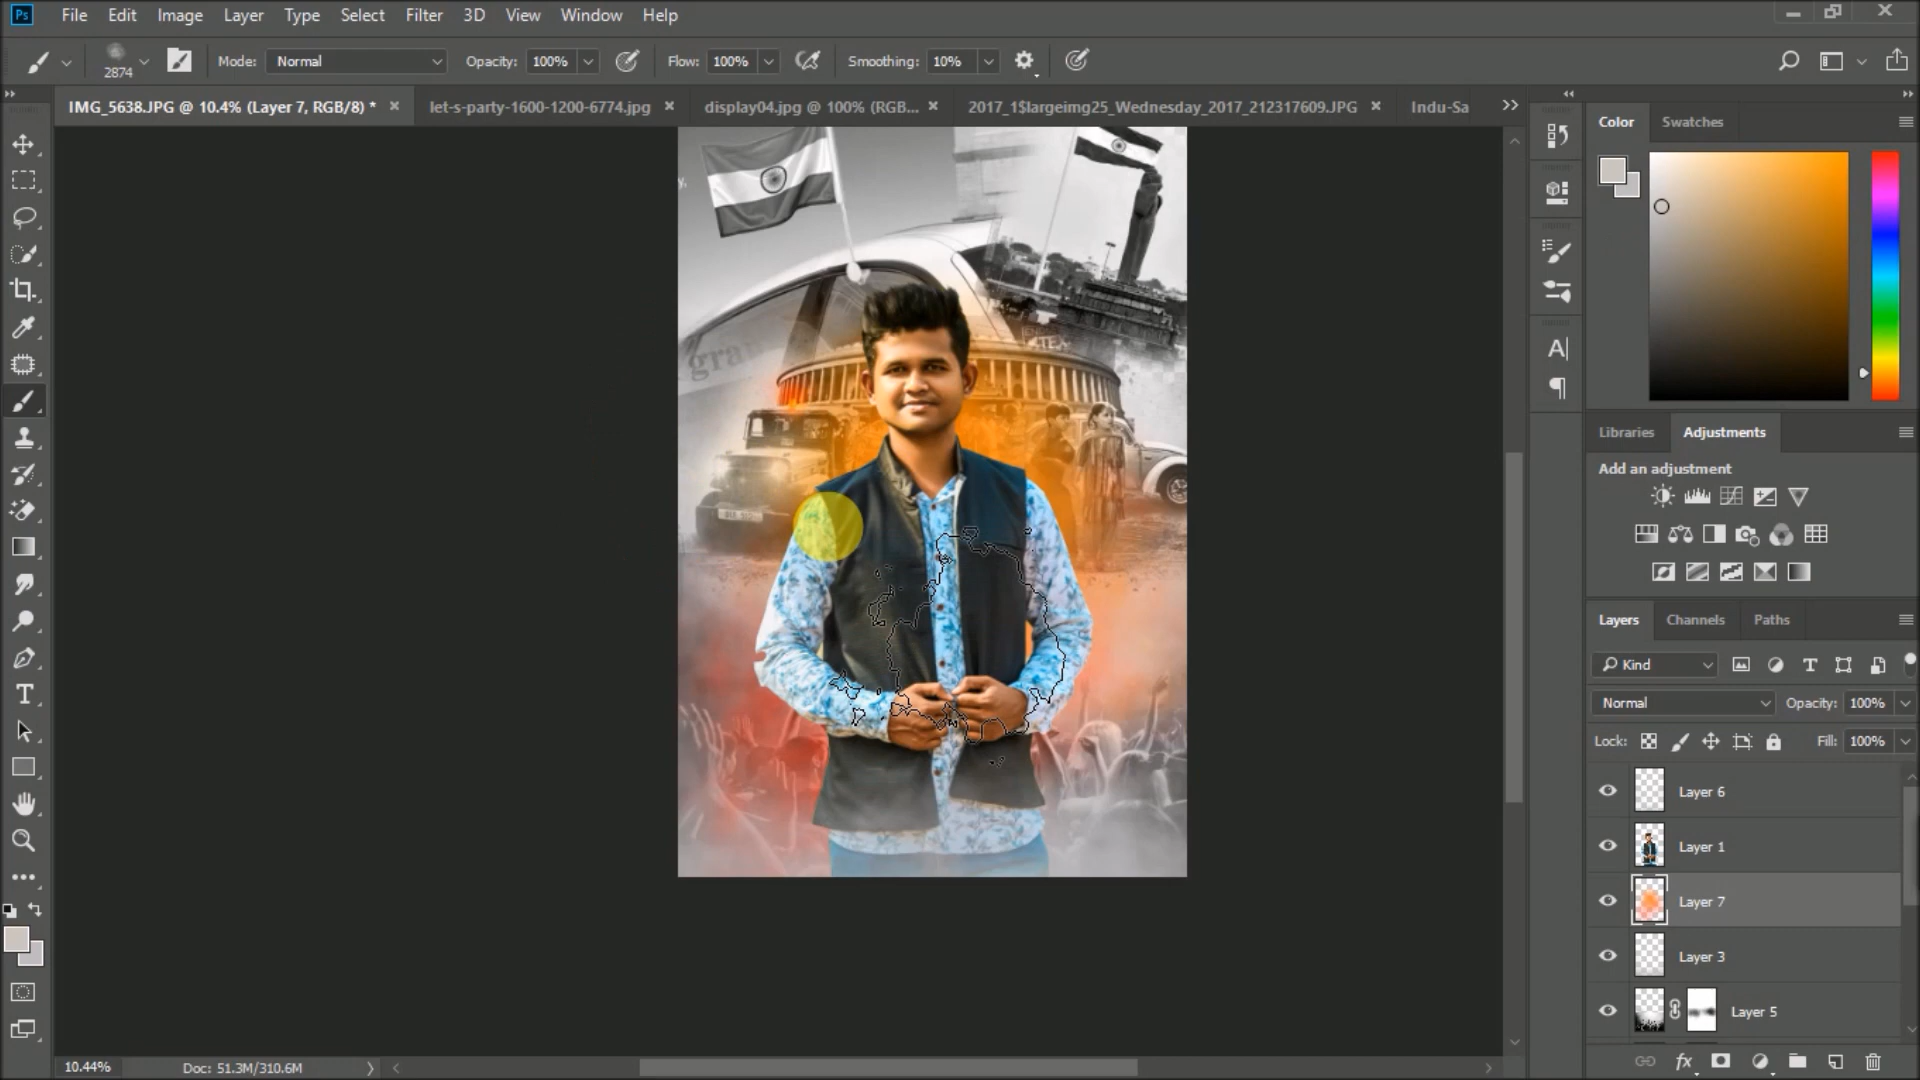 Ps File Edit Image Layer Type Select Filter 3D View Window Help
2874 Mode: Normal Opacity: 100% Flow: 100% Smoothing: 10%
IMG_5638.JPG @ 10.4% (Layer 7, RGB/8) * let-s-party-1600-1200-6774.jpg display04.jpg @ 100% (RGB... 2017_1$largeimg25_Wednesday_2017_212317609.JPG Indu-Sa
Color Swatches
Libraries Adjustments
Add an adjustment
Layers Channels Paths
Kind
Normal Opacity: 100%
Lock: Fill: 100%
Layer 6
Layer 1
Layer 7
Layer 3
Layer 5
10.44% Doc: 51.3M/310.6M